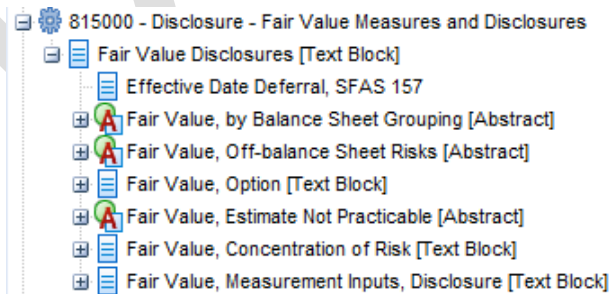 815000 - Disclosure - Fair Value Measures and Disclosures
Fair Value Disclosures [Text Block]
Effective Date Deferral, SFAS 157
Fair Value, by Balance Sheet Grouping [Abstract]
Fair Value, Off-balance Sheet Risks [Abstract]
Fair Value, Option [Text Block]
Fair Value, Estimate Not Practicable [Abstract]
Fair Value, Concentration of Risk [Text Block]
Fair Value, Measurement Inputs, Disclosure [Text Block]